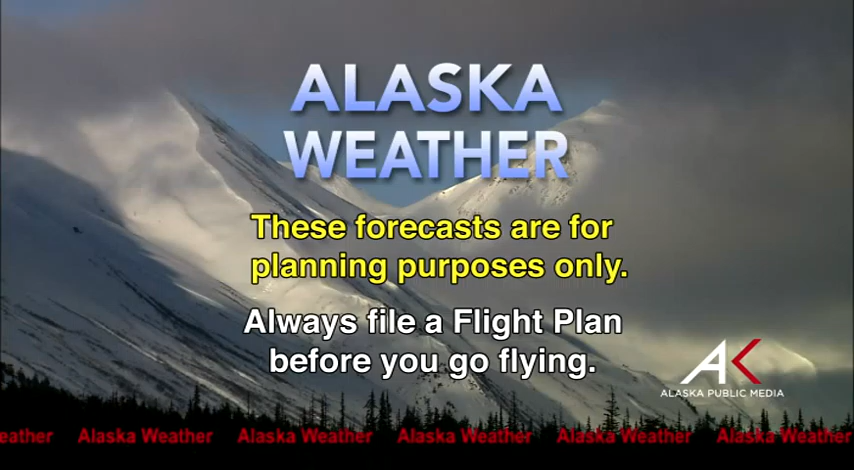 ALASKA
WEATHER
These forecasts are for
planning purposes only.
Always file a Flight Plan
before you go flying.
AK
ALASKA PUBLIC MEDIA
eather Alaska Weather Alaska Weather Alaska Weather Alaska Weather Alaska Weather